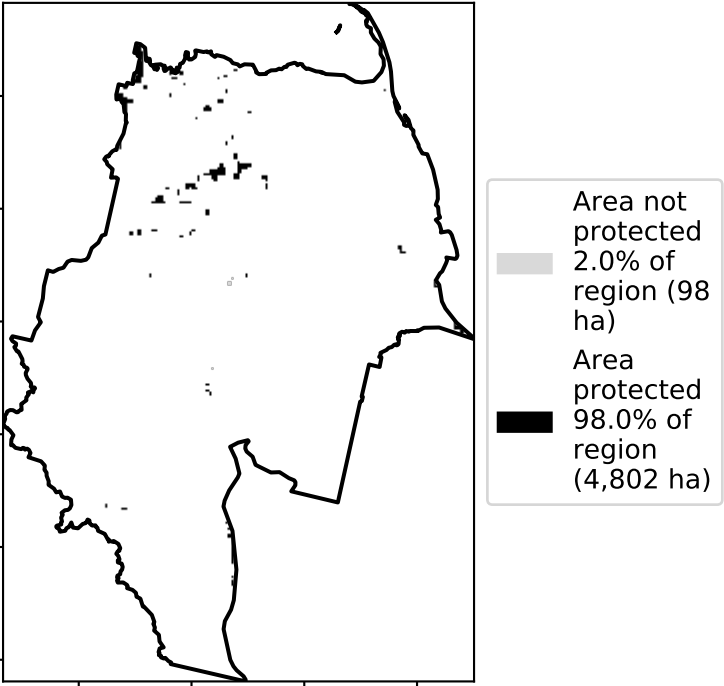 Area not
protected
2.0% of
region (98
ha)
Area
protected
98.0% of
region
(4,802 ha)